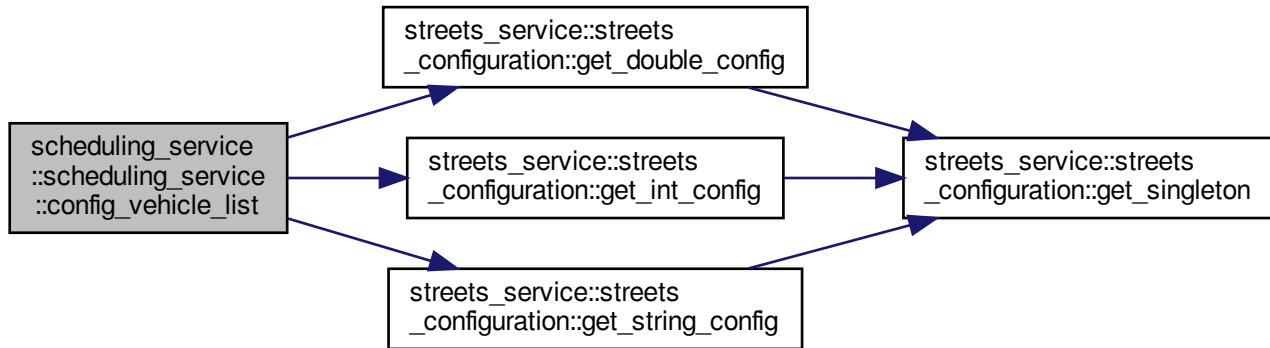 scheduling_service
::scheduling_service
::config_vehicle_list
streets_service::streets
_configuration::get_double_config
streets_service::streets
_configuration::get_int_config
streets_service::streets
_configuration::get_string_config
streets_service::streets
_configuration::get_singleton